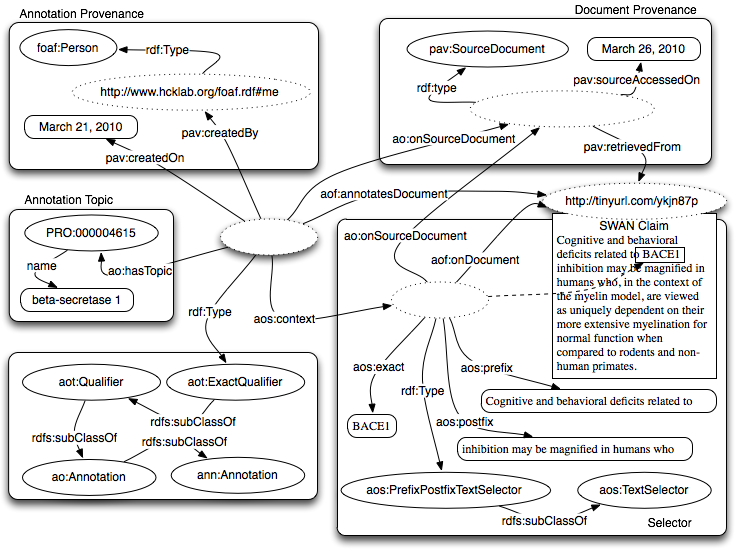 Annotation Provenance
foaf:Person
rdf:Type
http://www.hcklab.org/foaf.rdf#me
March 21, 2010
pav:createdBy
pav:createdOn
Document Provenance
pav:SourceDocument
March 26, 2010
pav:sourceAccessedOn
rdf:type
pav:retrievedFrom
ao:onSourceDocument
aof:annotatesDocument
Annotation Topic
PRO:000004615
name
ao:hasTopic
beta-secretase 1
http://tinyurl.com/ykjn87p
SWAN Claim
Cognitive and behavioral
deficits related to BACE1
inhibition may be magnified in
humans who, in the context of
the myelin model, are viewed
as uniquely dependent on their
more extensive myelination for
normal function when
compared to rodents and non-
human primates.
ao:onSourceDocument
aof:onDocument
aos:context
rdf:Type
aot:Qualifier
aot:ExactQualifier
rdfs:subClassOf
rdfs:subClassOf
rdfs:subClassOf
ao:Annotation
ann:Annotation
aos:exact
aos:prefix
rdf:Type
Cognitive and behavioral deficits related to
BACE1
aos:postfix
inhibition may be magnified in humans who
aos:PrefixPostfixTextSelector
aos:TextSelector
rdfs:subClassOf
Selector